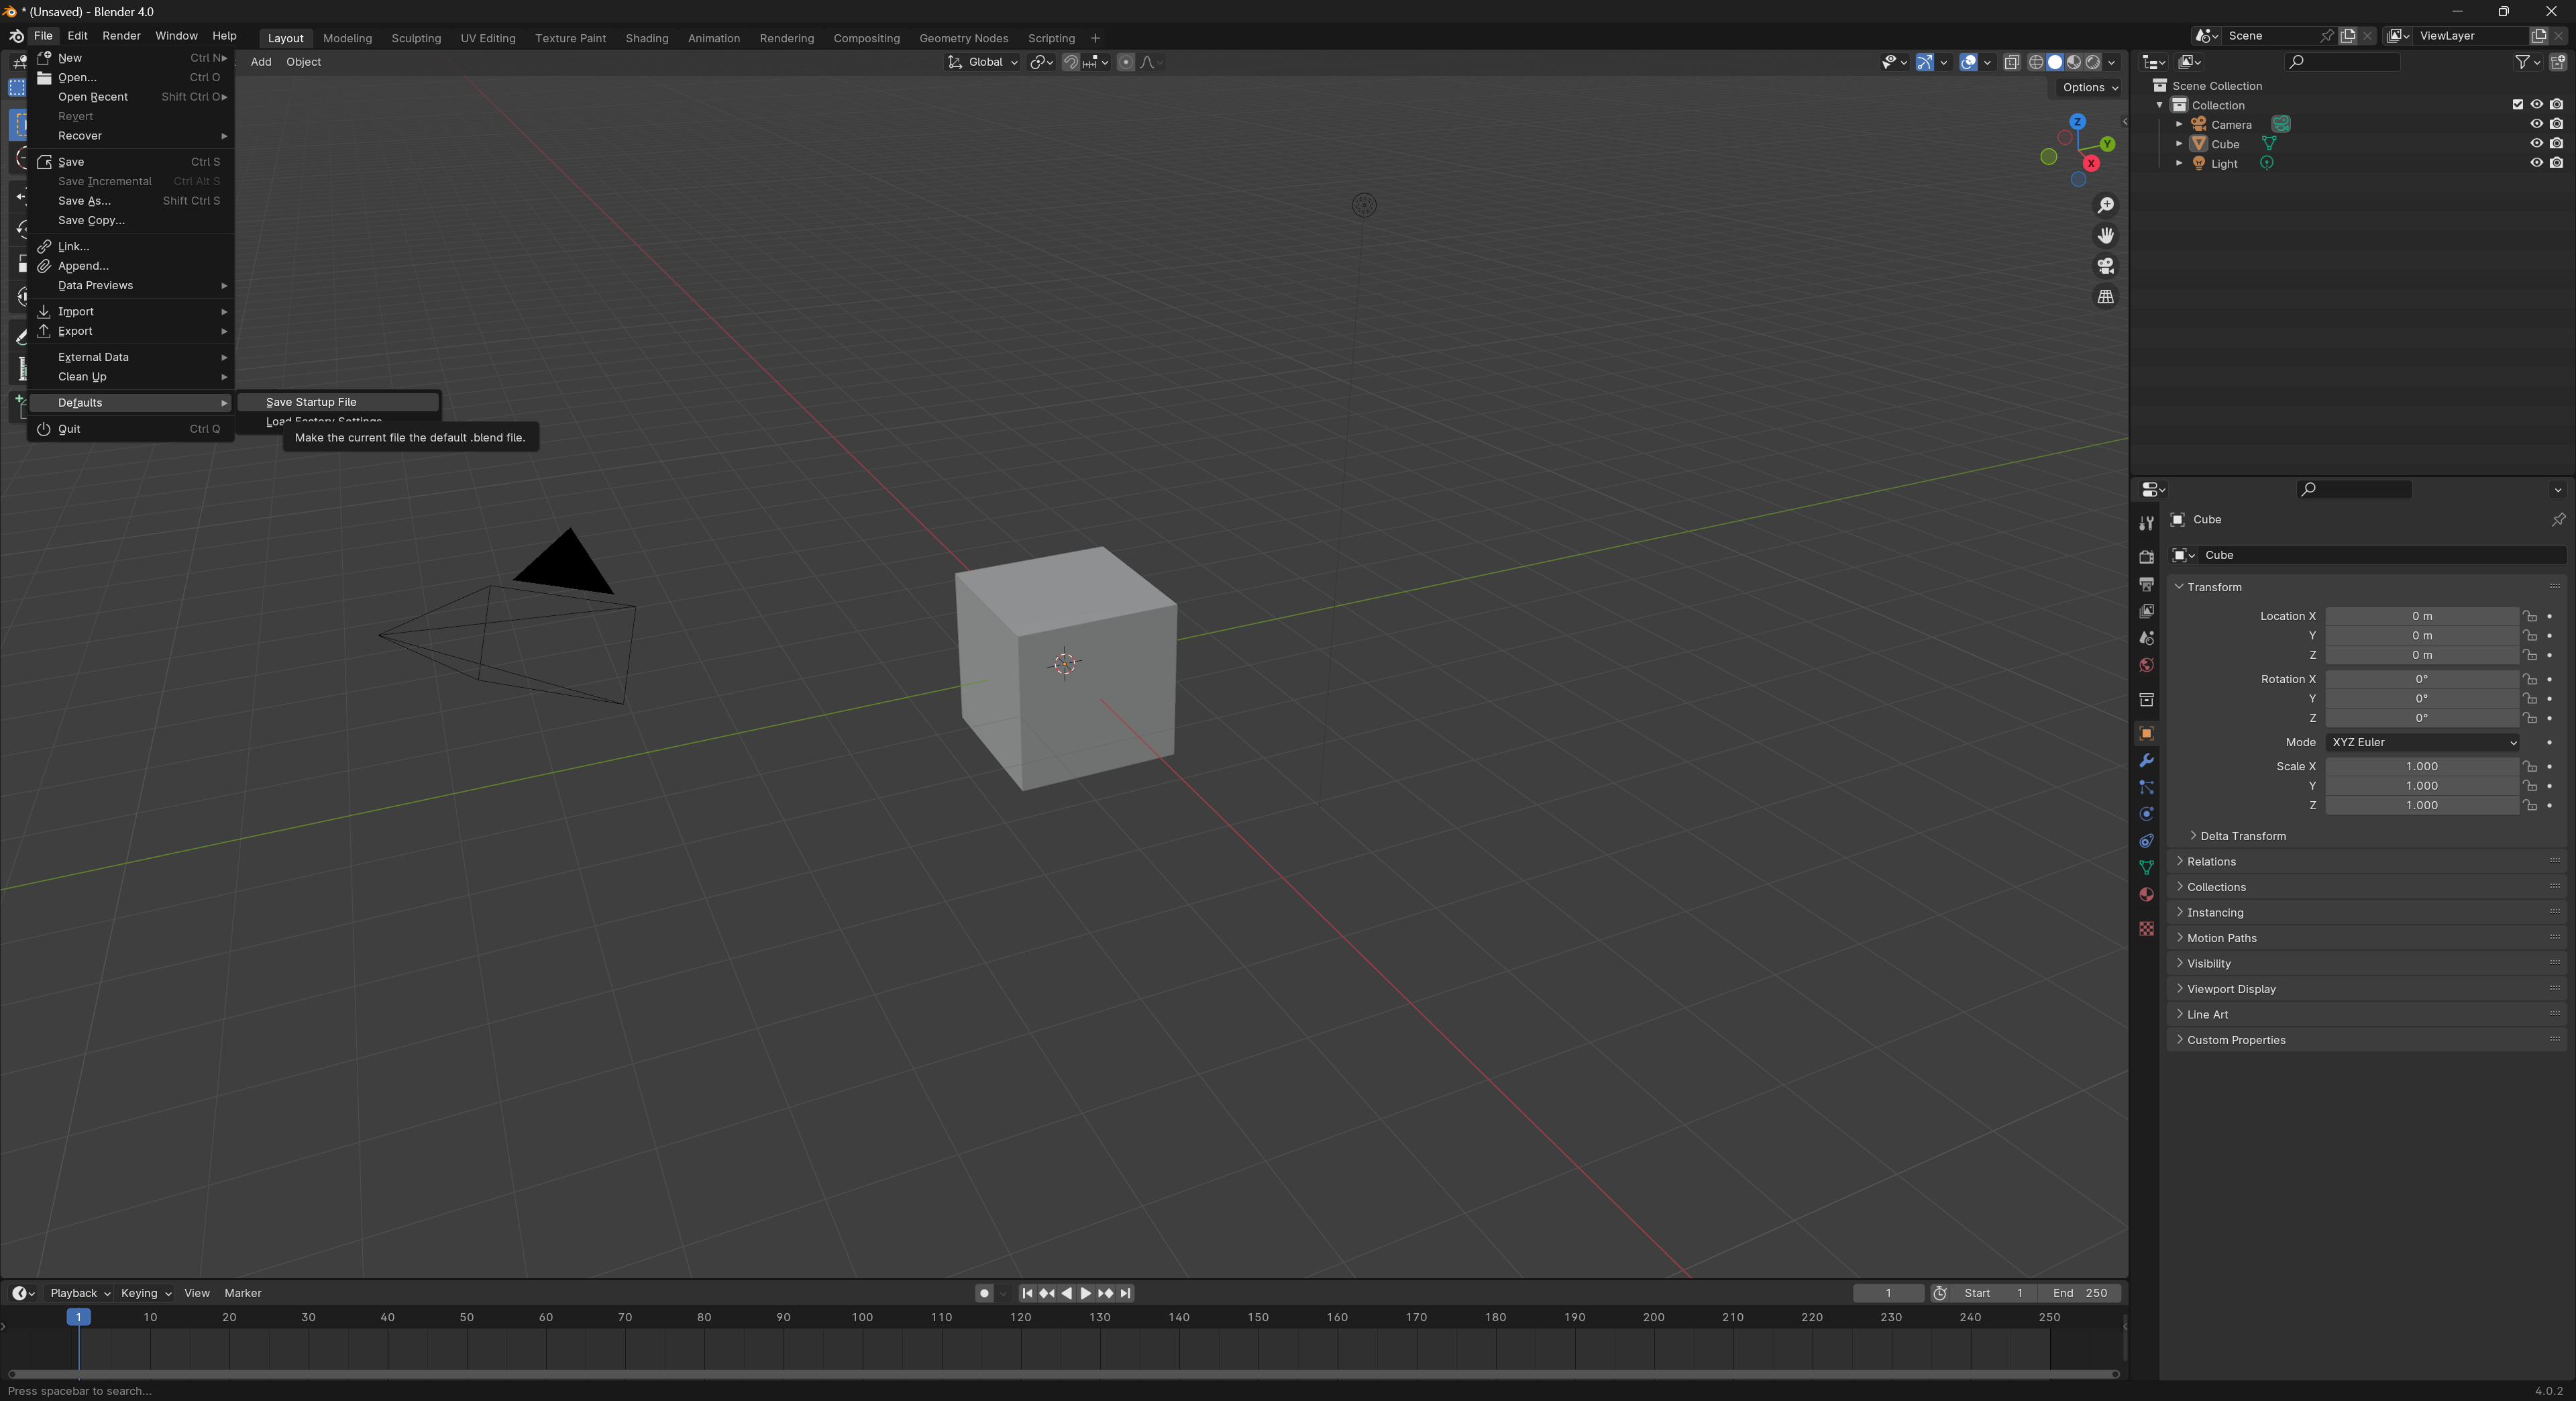 * (Unsaved) - Blender 4.0
File Edit Render Window Help
Layout Modeling Sculpting UV Editing Texture Paint Shading Animation Rendering Compositing Geometry Nodes Scripting +
Scene
ViewLayer
Add Object
Global
Options
New Ctrl N
Open... Ctrl O
Open Recent Shift Ctrl O
Revert
Recover
Save Ctrl S
Save Incremental Ctrl Alt S
Save As... Shift Ctrl S
Save Copy...
Link...
Append...
Data Previews
Import
Export
External Data
Clean Up
Defaults
Quit Ctrl Q
Save Startup File
Load Factory Settings
Make the current file the default .blend file.
Z
Y
X
Scene Collection
Collection
Camera
Cube
Light
Cube
Cube
Transform
Location X 0 m
Y 0 m
Z 0 m
Rotation X 0°
Y 0°
Z 0°
Mode XYZ Euler
Scale X 1.000
Y 1.000
Z 1.000
Delta Transform
Relations
Collections
Instancing
Motion Paths
Visibility
Viewport Display
Line Art
Custom Properties
Playback Keying View Marker
1
Start 1
End 250
1 10 20 30 40 50 60 70 80 90 100 110 120 130 140 150 160 170 180 190 200 210 220 230 240 250
Press spacebar to search...
4.0.2